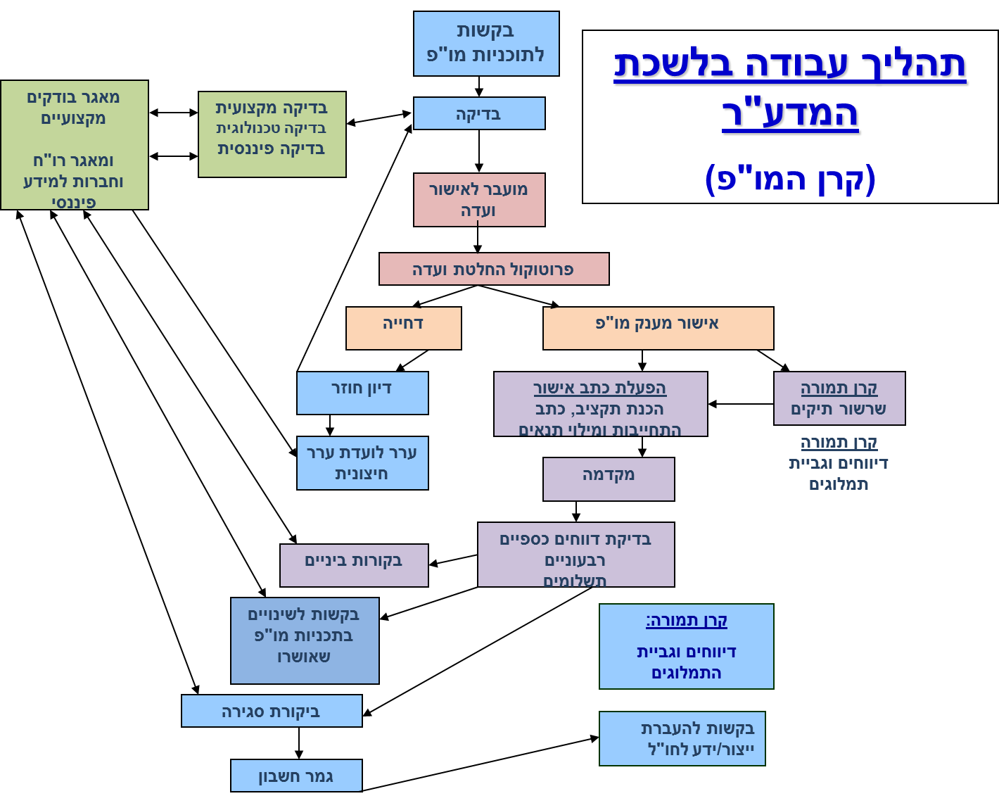 תהליך עבודה בלשכת
המדע"ר
(קרן המו"פ)
בקשות
לתוכניות מו"פ
בדיקה
בדיקה מקצועית
בדיקה טכנולוגית
בדיקה פיננסית
מאגר בודקים
מקצועיים
ומאגר רו"ח
וחברות למידע
פיננסי
מועבר לאישור
ועדה
פרוטוקול החלטת ועדה
אישור מענק מו"פ
דחייה
קרן תמורה
שרשור תיקים
הפעלת כתב אישור
הכנת תקציב, כתב
התחייבות ומילוי תנאים
דיון חוזר
קרן תמורה
דיווחים וגביית
תמלוגים
ערר לועדת ערר
חיצונית
מקדמה
בדיקת דווחים כספיים
רבעוניים
תשלומים
בקורות ביניים
בקשות לשינויים
בתכניות מו"פ
שאושרו
קרן תמורה:
דיווחים וגביית
התמלוגים
ביקורת סגירה
בקשות להעברת
ייצור/ידע לחו"ל
גמר חשבון